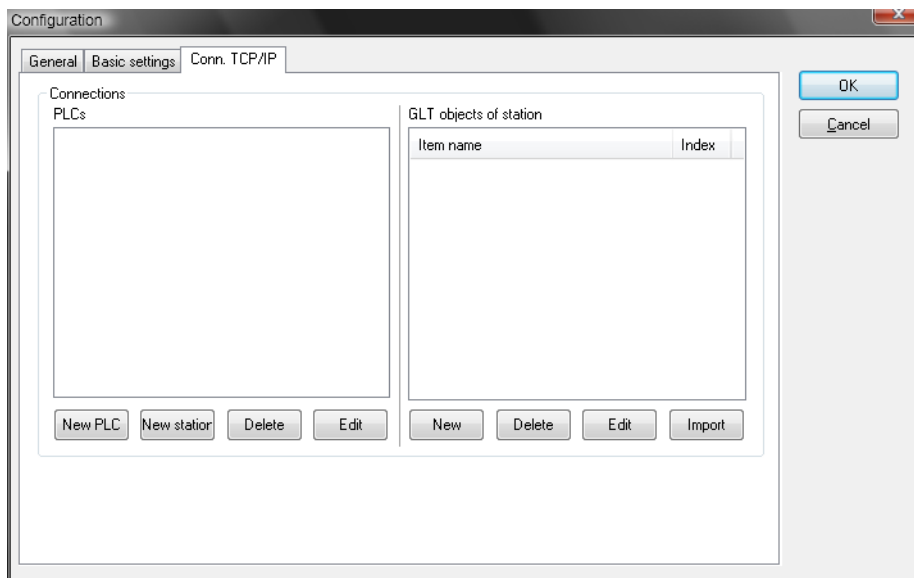 Configuration
General
Basic settings
Conn. TCP/IP
Connections
PLCs
GLT objects of station
Item name
Index
New PLC
New station
Delete
Edit
New
Delete
Edit
Import
OK
Cancel